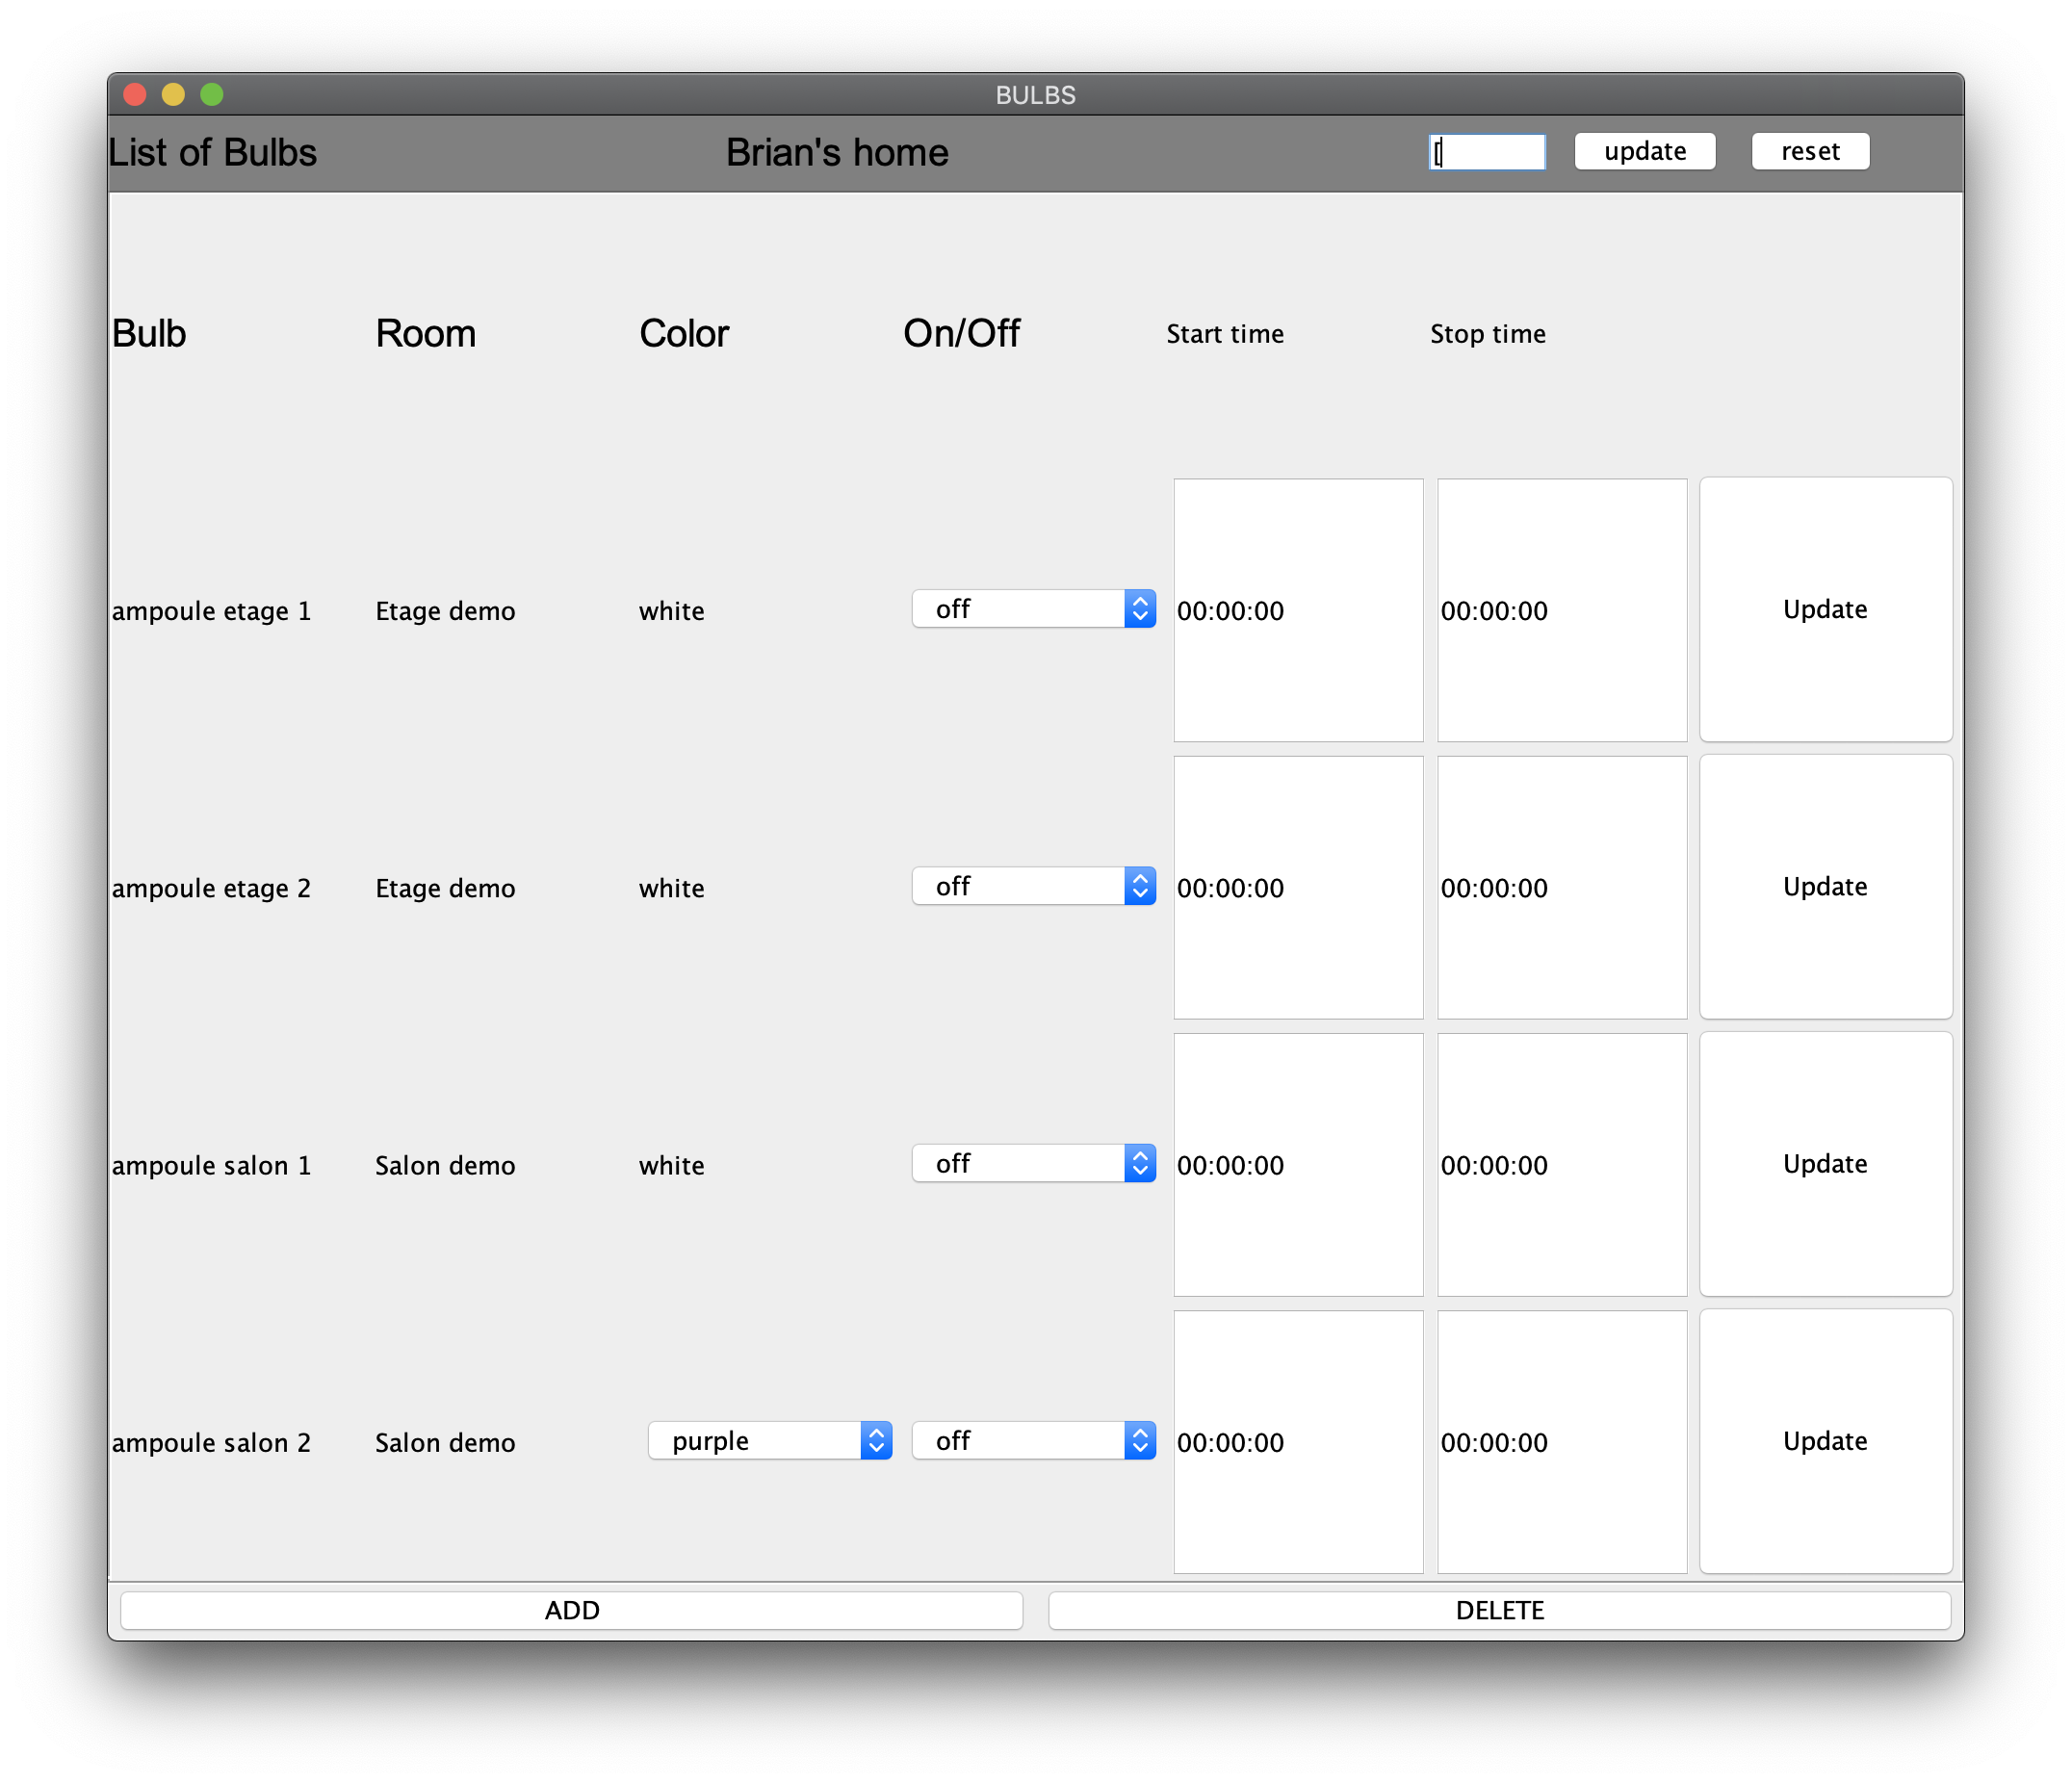 BULBS
List of Bulbs Brian's home update reset
Bulb Room Color On/Off Start time Stop time
ampoule etage 1 Etage demo white off 00:00:00 00:00:00 Update
ampoule etage 2 Etage demo white off 00:00:00 00:00:00 Update
ampoule salon 1 Salon demo white off 00:00:00 00:00:00 Update
ampoule salon 2 Salon demo purple off 00:00:00 00:00:00 Update
ADD DELETE